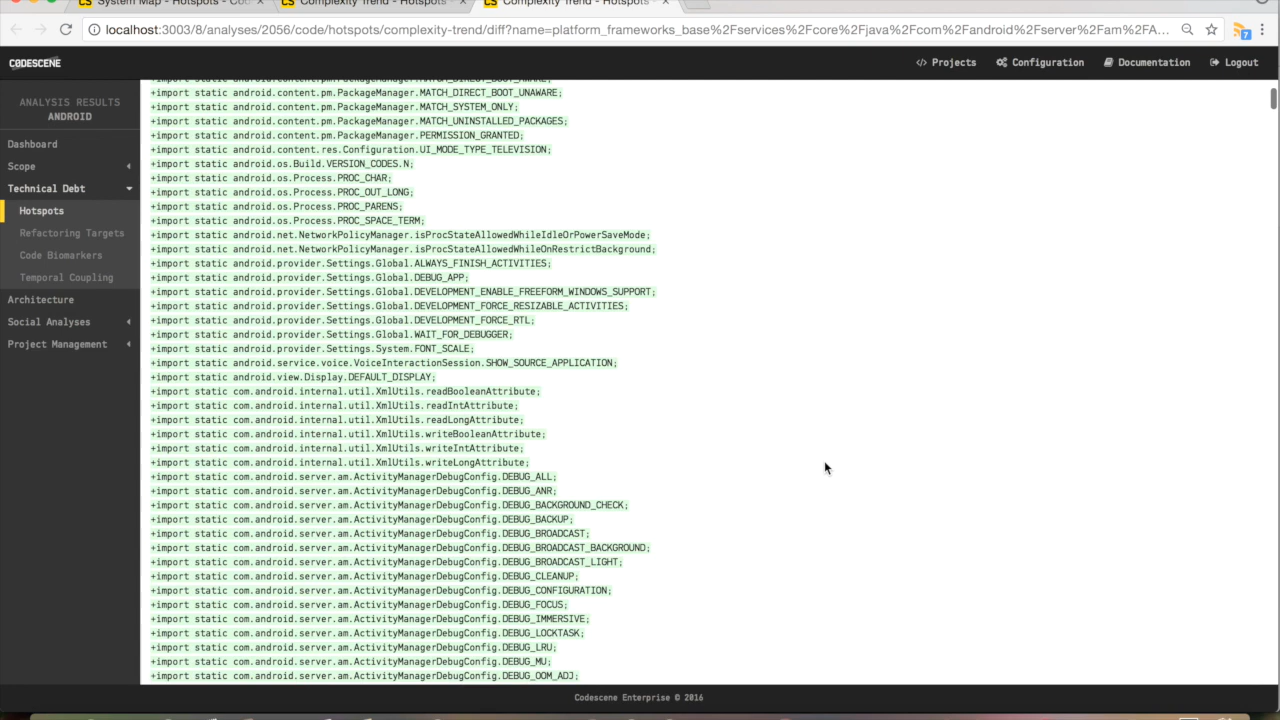 System Map - Hotspots - Cod
Complexity Trend - Hotspots -
Complexity Trend - Hotspots -
localhost:3003/8/analyses/2056/code/hotspots/complexity-trend/diff?name=platform_frameworks_base%2Fservices%2Fcore%2Fjava%2Fcom%2Fandroid%2Fserver%2Fam%2FA...
7
CODESCENE
Projects
Configuration
Documentation
Logout
ANALYSIS RESULTS
ANDROID
Dashboard
Scope
Technical Debt
Hotspots
Refactoring Targets
Code Biomarkers
Temporal Coupling
Architecture
Social Analyses
Project Management
+import static android.content.pm.PackageManager.MATCH_DIRECT_BOOT_AWARE;
+import static android.content.pm.PackageManager.MATCH_DIRECT_BOOT_UNAWARE;
+import static android.content.pm.PackageManager.MATCH_SYSTEM_ONLY;
+import static android.content.pm.PackageManager.MATCH_UNINSTALLED_PACKAGES;
+import static android.content.pm.PackageManager.PERMISSION_GRANTED;
+import static android.content.res.Configuration.UI_MODE_TYPE_TELEVISION;
+import static android.os.Build.VERSION_CODES.N;
+import static android.os.Process.PROC_CHAR;
+import static android.os.Process.PROC_OUT_LONG;
+import static android.os.Process.PROC_PARENS;
+import static android.os.Process.PROC_SPACE_TERM;
+import static android.net.NetworkPolicyManager.isProcStateAllowedWhileIdleOrPowerSaveMode;
+import static android.net.NetworkPolicyManager.isProcStateAllowedWhileOnRestrictBackground;
+import static android.provider.Settings.Global.ALWAYS_FINISH_ACTIVITIES;
+import static android.provider.Settings.Global.DEBUG_APP;
+import static android.provider.Settings.Global.DEVELOPMENT_ENABLE_FREEFORM_WINDOWS_SUPPORT;
+import static android.provider.Settings.Global.DEVELOPMENT_FORCE_RESIZABLE_ACTIVITIES;
+import static android.provider.Settings.Global.DEVELOPMENT_FORCE_RTL;
+import static android.provider.Settings.Global.WAIT_FOR_DEBUGGER;
+import static android.provider.Settings.System.FONT_SCALE;
+import static android.service.voice.VoiceInteractionSession.SHOW_SOURCE_APPLICATION;
+import static android.view.Display.DEFAULT_DISPLAY;
+import static com.android.internal.util.XmlUtils.readBooleanAttribute;
+import static com.android.internal.util.XmlUtils.readIntAttribute;
+import static com.android.internal.util.XmlUtils.readLongAttribute;
+import static com.android.internal.util.XmlUtils.writeBooleanAttribute;
+import static com.android.internal.util.XmlUtils.writeIntAttribute;
+import static com.android.internal.util.XmlUtils.writeLongAttribute;
+import static com.android.server.am.ActivityManagerDebugConfig.DEBUG_ALL;
+import static com.android.server.am.ActivityManagerDebugConfig.DEBUG_ANR;
+import static com.android.server.am.ActivityManagerDebugConfig.DEBUG_BACKGROUND_CHECK;
+import static com.android.server.am.ActivityManagerDebugConfig.DEBUG_BACKUP;
+import static com.android.server.am.ActivityManagerDebugConfig.DEBUG_BROADCAST;
+import static com.android.server.am.ActivityManagerDebugConfig.DEBUG_BROADCAST_BACKGROUND;
+import static com.android.server.am.ActivityManagerDebugConfig.DEBUG_BROADCAST_LIGHT;
+import static com.android.server.am.ActivityManagerDebugConfig.DEBUG_CLEANUP;
+import static com.android.server.am.ActivityManagerDebugConfig.DEBUG_CONFIGURATION;
+import static com.android.server.am.ActivityManagerDebugConfig.DEBUG_FOCUS;
+import static com.android.server.am.ActivityManagerDebugConfig.DEBUG_IMMERSIVE;
+import static com.android.server.am.ActivityManagerDebugConfig.DEBUG_LOCKTASK;
+import static com.android.server.am.ActivityManagerDebugConfig.DEBUG_LRU;
+import static com.android.server.am.ActivityManagerDebugConfig.DEBUG_MU;
+import static com.android.server.am.ActivityManagerDebugConfig.DEBUG_OOM_ADJ;
Codescene Enterprise © 2016